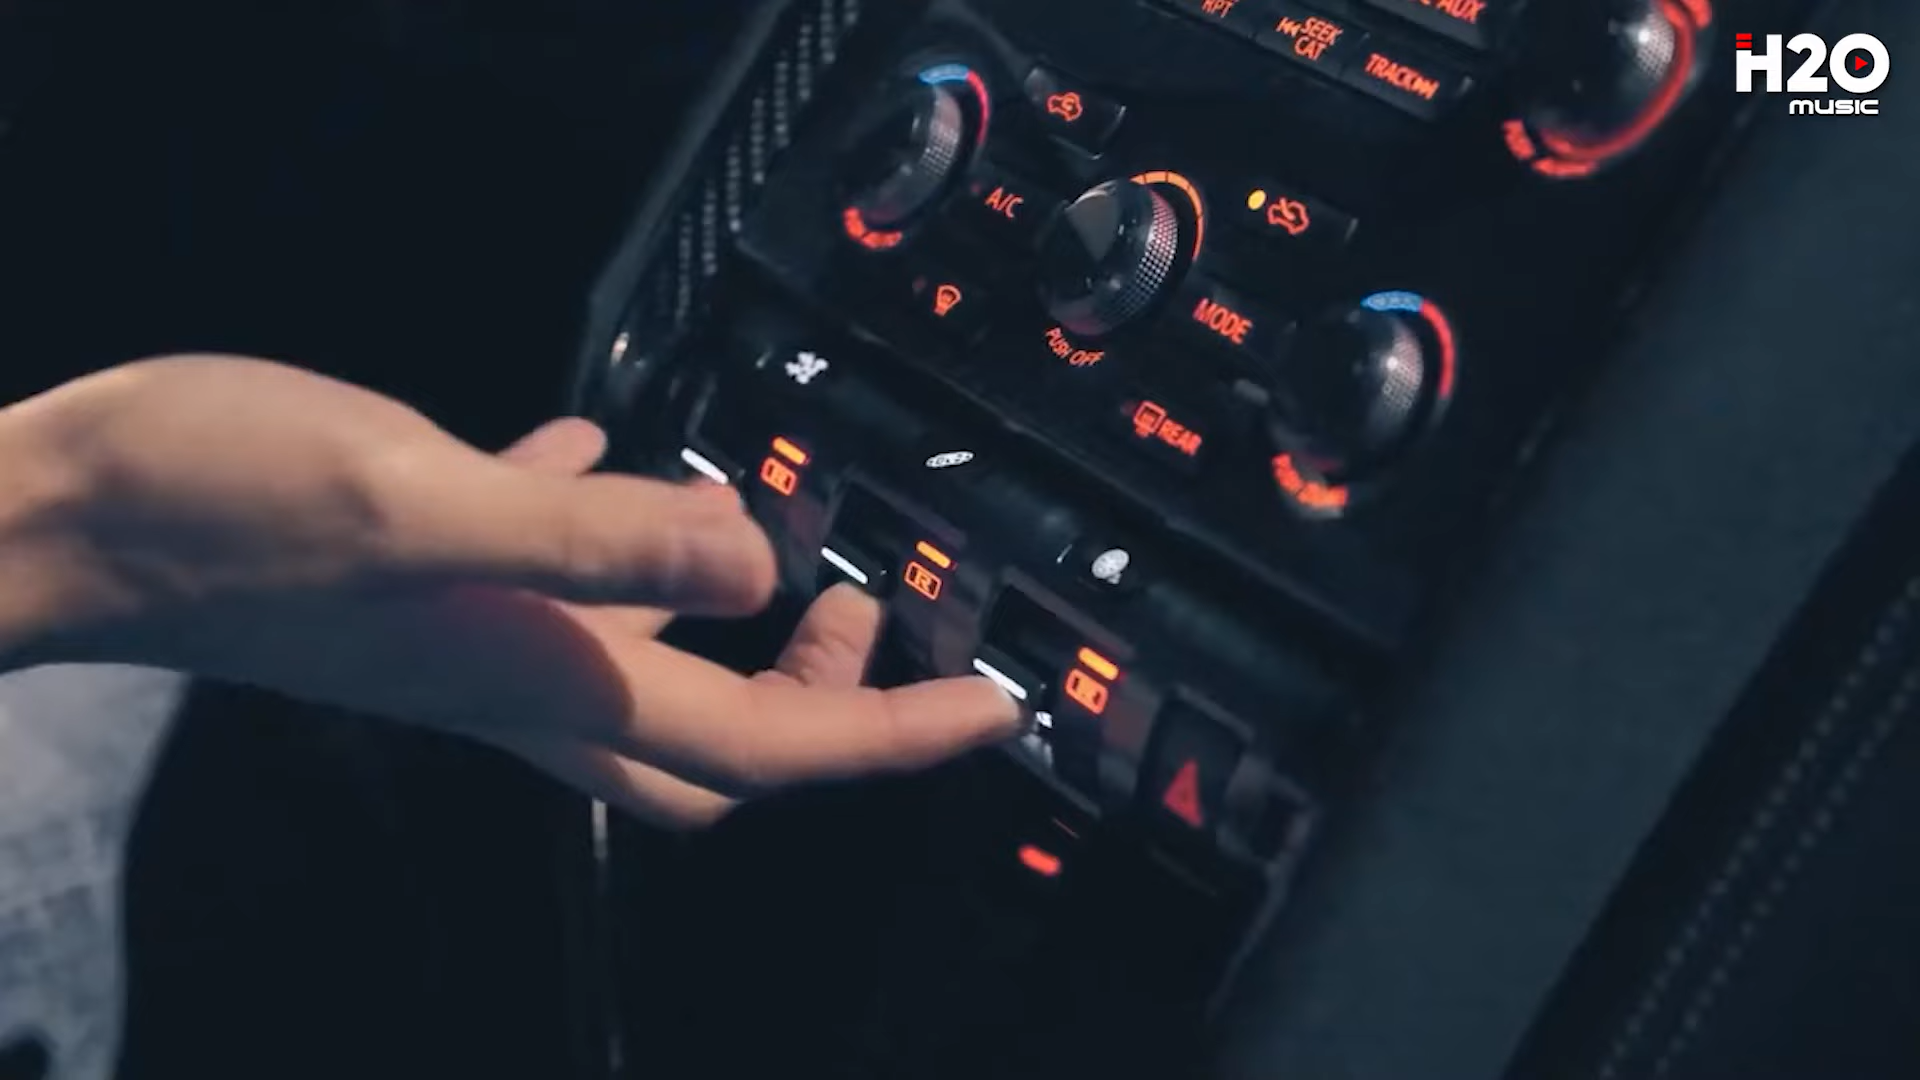 H2O
music
AUX
RPT
SEEK
CAT
TRACK
A/C
MODE
PUSH OFF
REAR
R
R
R